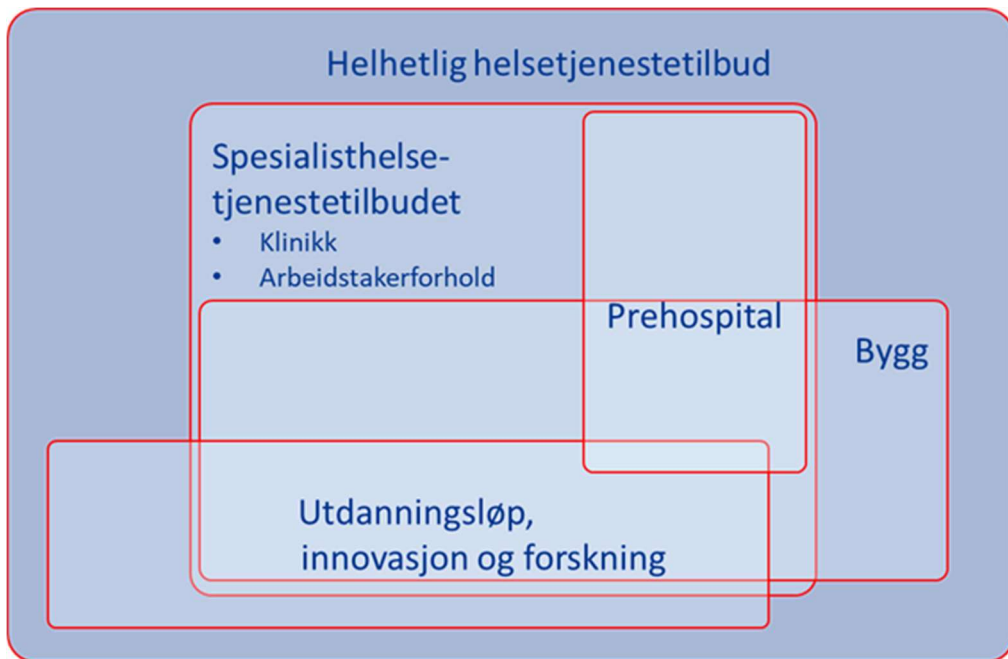 Helhetlig helsetjenestetilbud
Spesialisthelse-
tjenestetilbudet
• Klinikk
• Arbeidstakerforhold
Prehospital
Bygg
Utdanningsløp,
innovasjon og forskning